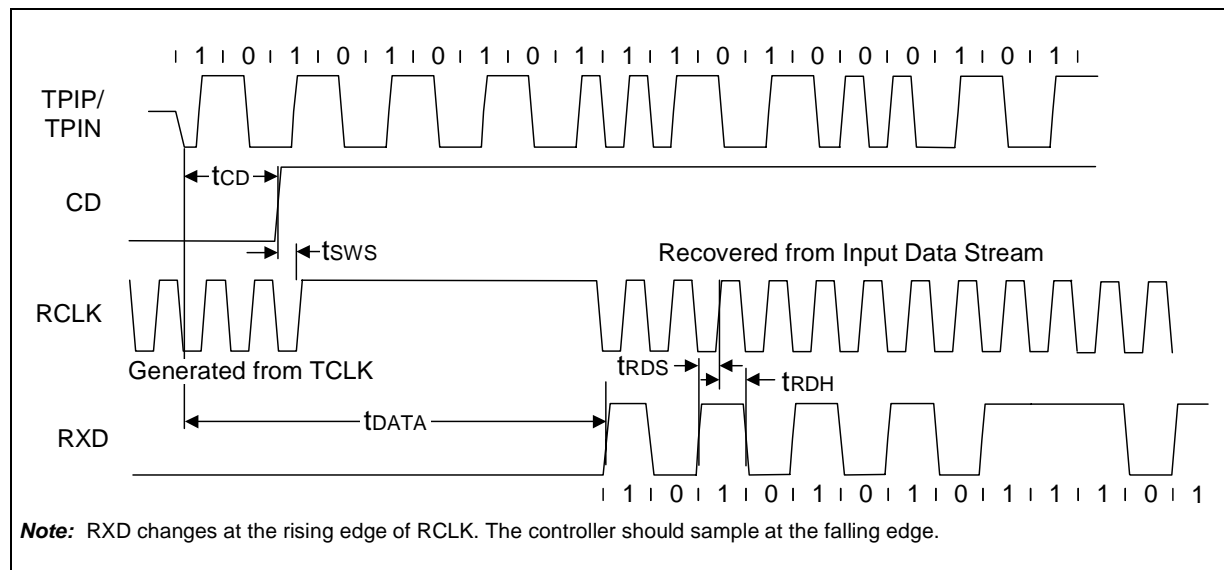 1 0 1 0 1 0 1 0 1 1 1 0 1 0 0 0 1 0 1
TPIP/
TPIN
tCD
CD
tSWS
Recovered from Input Data Stream
RCLK
Generated from TCLK
tRDS
tRDH
tDATA
RXD
1 0 1 0 1 0 1 0 1 1 1 0 1
Note: RXD changes at the rising edge of RCLK. The controller should sample at the falling edge.